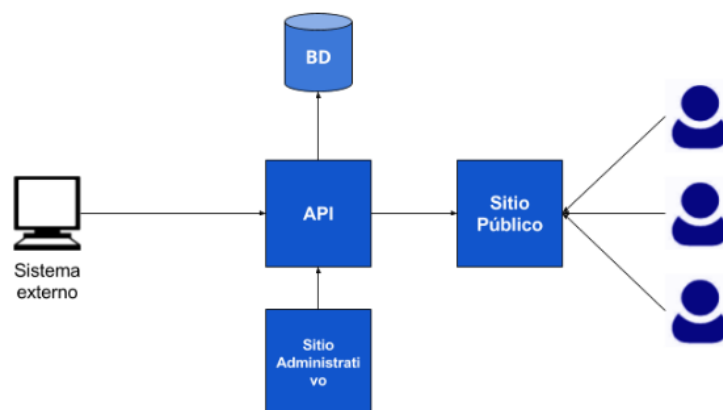 BD
API
Sitio
Público
Sistema
externo
Sitio
Administrati
vo